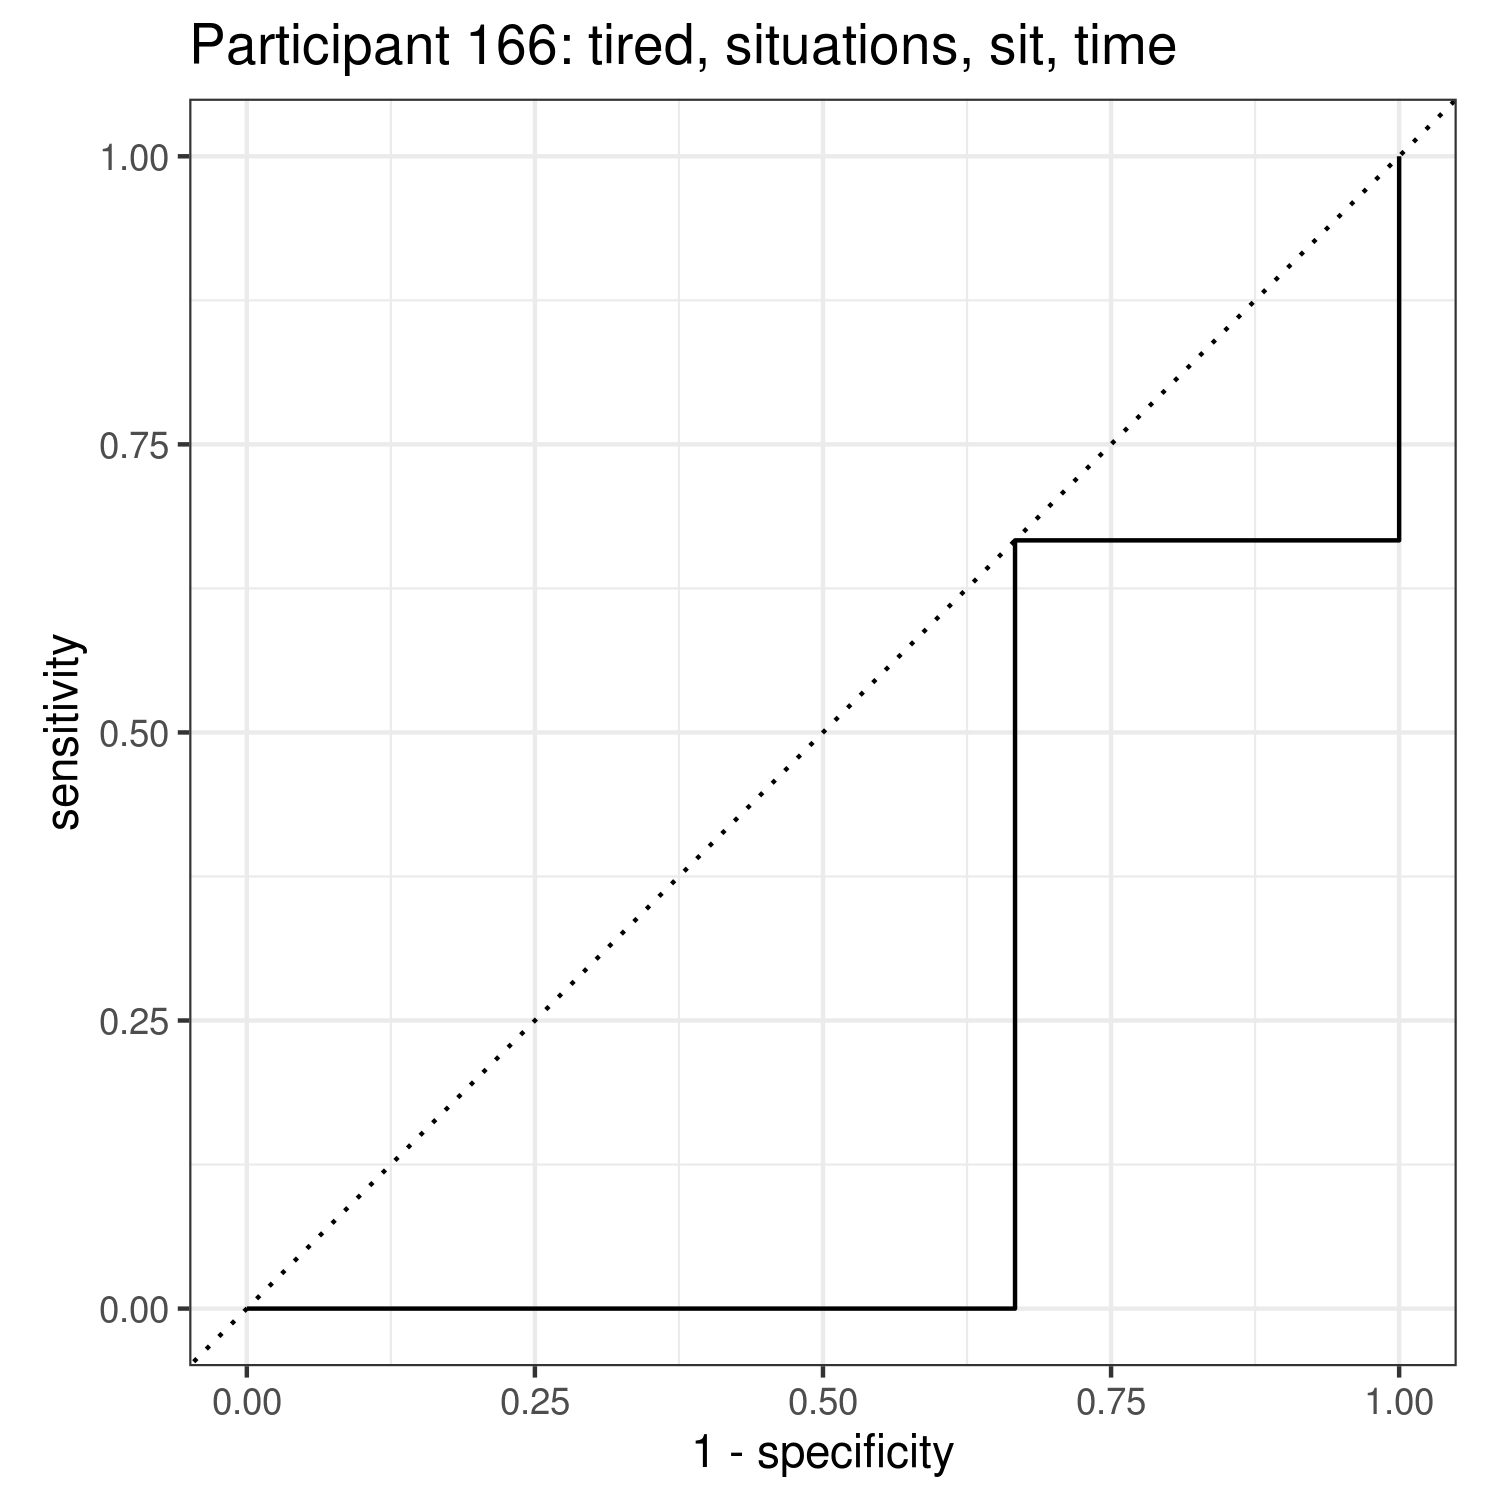 Participant 166: tired, situations, sit, time
1.00
0.75
0.50
0.25
0.00
sensitivity
0.00 0.25 0.50 0.75 1.00
1 - specificity